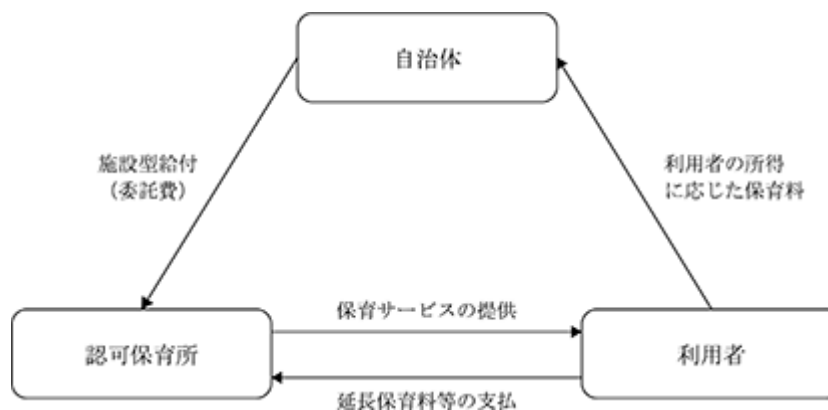 自治体
施設型給付
（委託費）
利用者の所得
に応じた保育料
保育サービスの提供
認可保育所
利用者
延長保育料等の支払